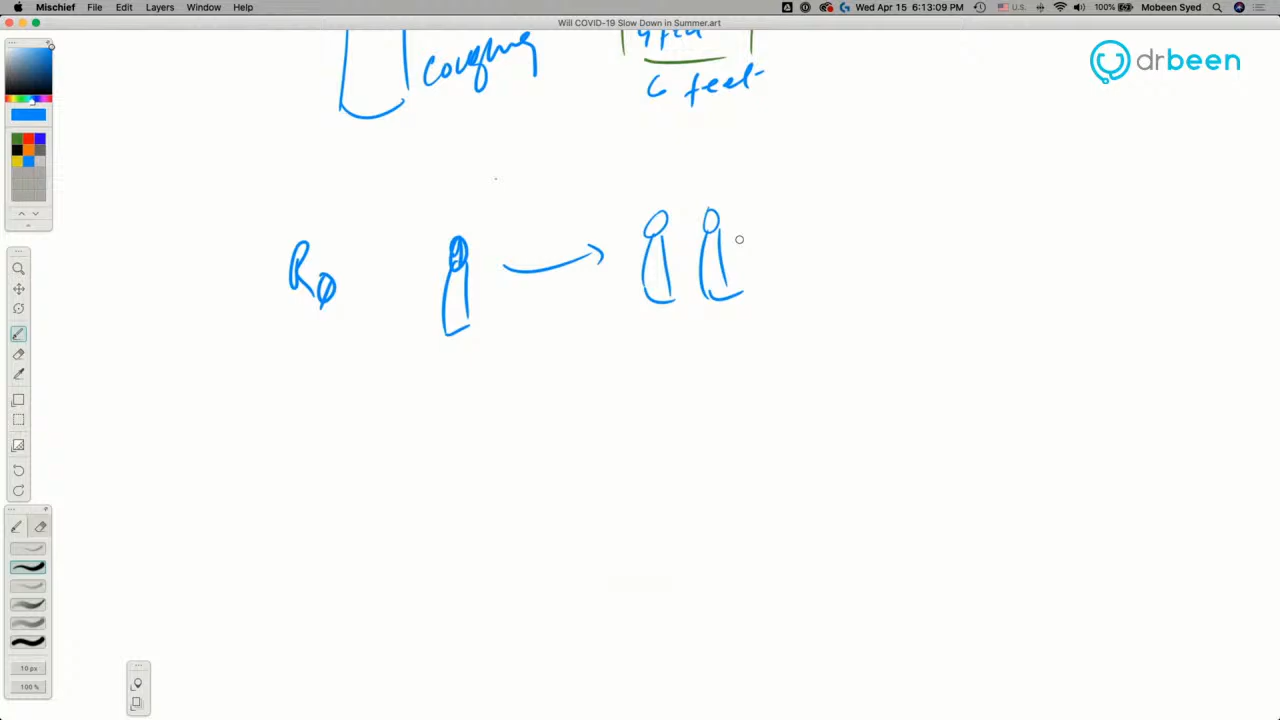 Mischief File Edit Layers Window Help U.S. 100% Wed Apr 15 6:13:09 PM Mobeen Syed
Will COVID-19 Slow Down in Summer.art
drbeen
coughing
6 feet
R0
10 px
100 %